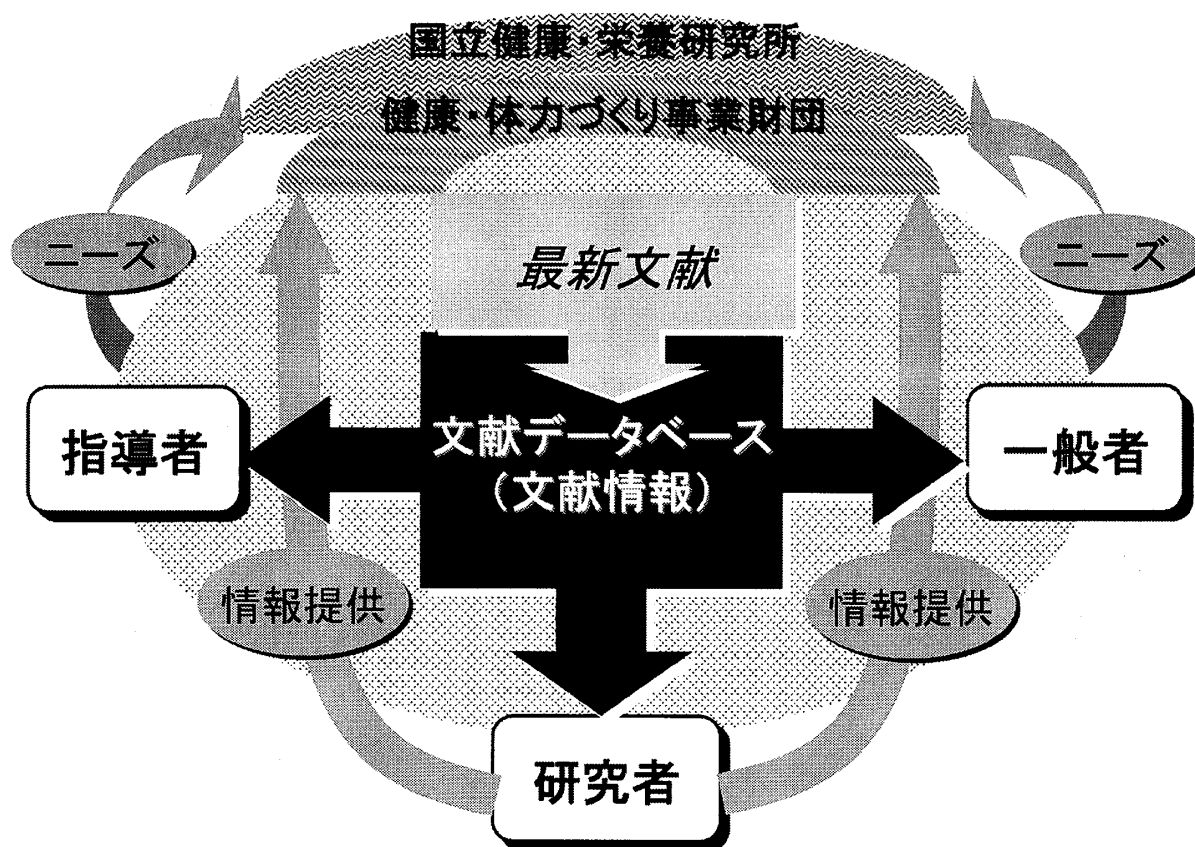 国立健康・栄養研究所
健康・体力づくり事業財団
ニーズ
ニーズ
最新文献
指導者
文献データベース
(文献情報)
一般者
情報提供
情報提供
研究者